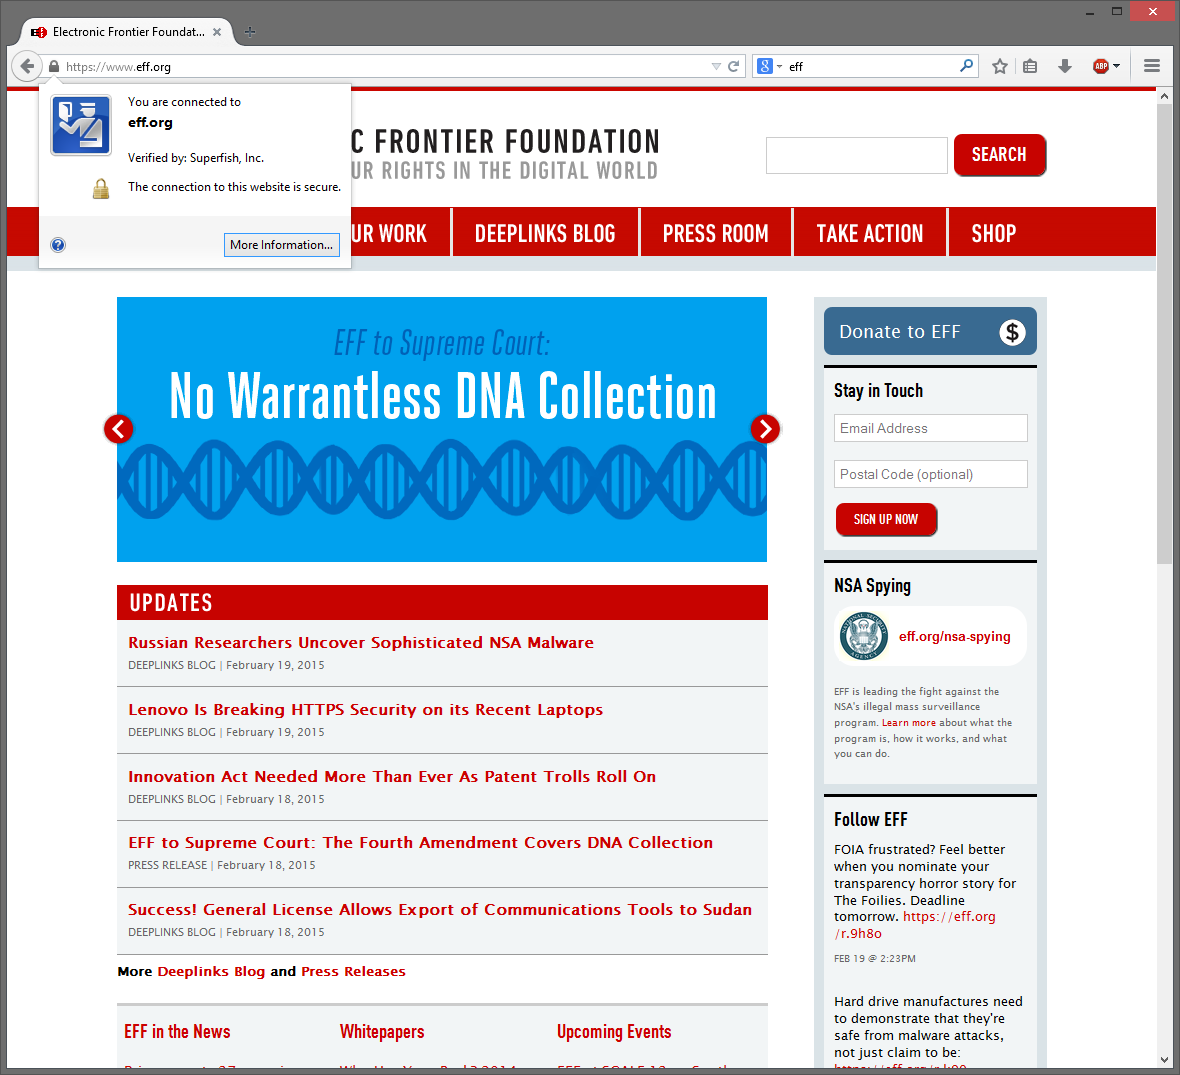 Electronic Frontier Foundat...
https://www.eff.org
eff
ABP
You are connected to
eff.org
Verified by: Superfish, Inc.
The connection to this website is secure.
More Information...
C FRONTIER FOUNDATION
UR RIGHTS IN THE DIGITAL WORLD
SEARCH
UR WORK
DEEPLINKS BLOG
PRESS ROOM
TAKE ACTION
SHOP
EFF to Supreme Court:
No Warrantless DNA Collection
UPDATES
Russian Researchers Uncover Sophisticated NSA Malware
DEEPLINKS BLOG | February 19, 2015
Lenovo Is Breaking HTTPS Security on its Recent Laptops
DEEPLINKS BLOG | February 19, 2015
Innovation Act Needed More Than Ever As Patent Trolls Roll On
DEEPLINKS BLOG | February 18, 2015
EFF to Supreme Court: The Fourth Amendment Covers DNA Collection
PRESS RELEASE | February 18, 2015
Success! General License Allows Export of Communications Tools to Sudan
DEEPLINKS BLOG | February 18, 2015
More Deeplinks Blog and Press Releases
EFF in the News
Whitepapers
Upcoming Events
Donate to EFF
$
Stay in Touch
Email Address
Postal Code (optional)
SIGN UP NOW
NSA Spying
eff.org/nsa-spying
EFF is leading the fight against the
NSA's illegal mass surveillance
program. Learn more about what the
program is, how it works, and what
you can do.
Follow EFF
FOIA frustrated? Feel better
when you nominate your
transparency horror story for
The Foilies. Deadline
tomorrow. https://eff.org
/r.9h8o
FEB 19 @ 2:23PM
Hard drive manufactures need
to demonstrate that they're
safe from malware attacks,
not just claim to be: